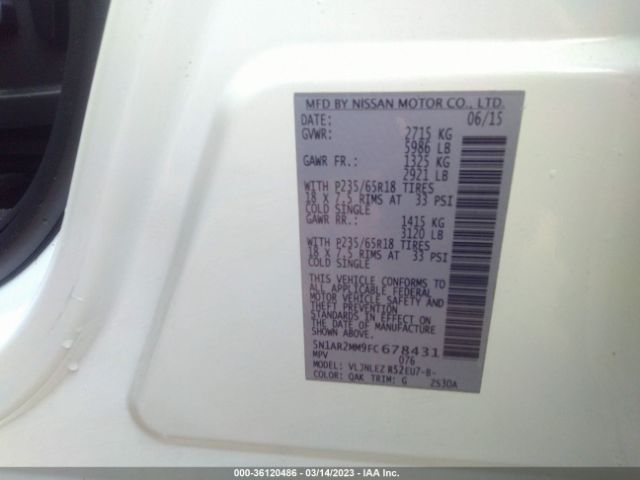 MFD BY NISSAN MOTOR CO., LTD.
DATE: 06/15
GVWR: 2715 KG
5986 LB
GAWR FR.: 1325 KG
2921 LB
WITH P235/65R18 TIRES
18 X 7.5 RIMS AT 33 PSI
COLD SINGLE
GAWR RR.: 1415 KG
3120 LB
WITH P235/65R18 TIRES
18 X 7.5 RIMS AT 33 PSI
COLD SINGLE
THIS VEHICLE CONFORMS TO
ALL APPLICABLE FEDERAL
MOTOR VEHICLE SAFETY AND
THEFT PREVENTION
STANDARDS IN EFFECT ON
THE DATE OF MANUFACTURE
SHOWN ABOVE.
5N1AR2MM9FC678431
MPV 076
MODEL: VLJNLEZ R52EU7-B-
COLOR: QAK TRIM: G 2S30A
000-36120486 - 03/14/2023 - IAA Inc.